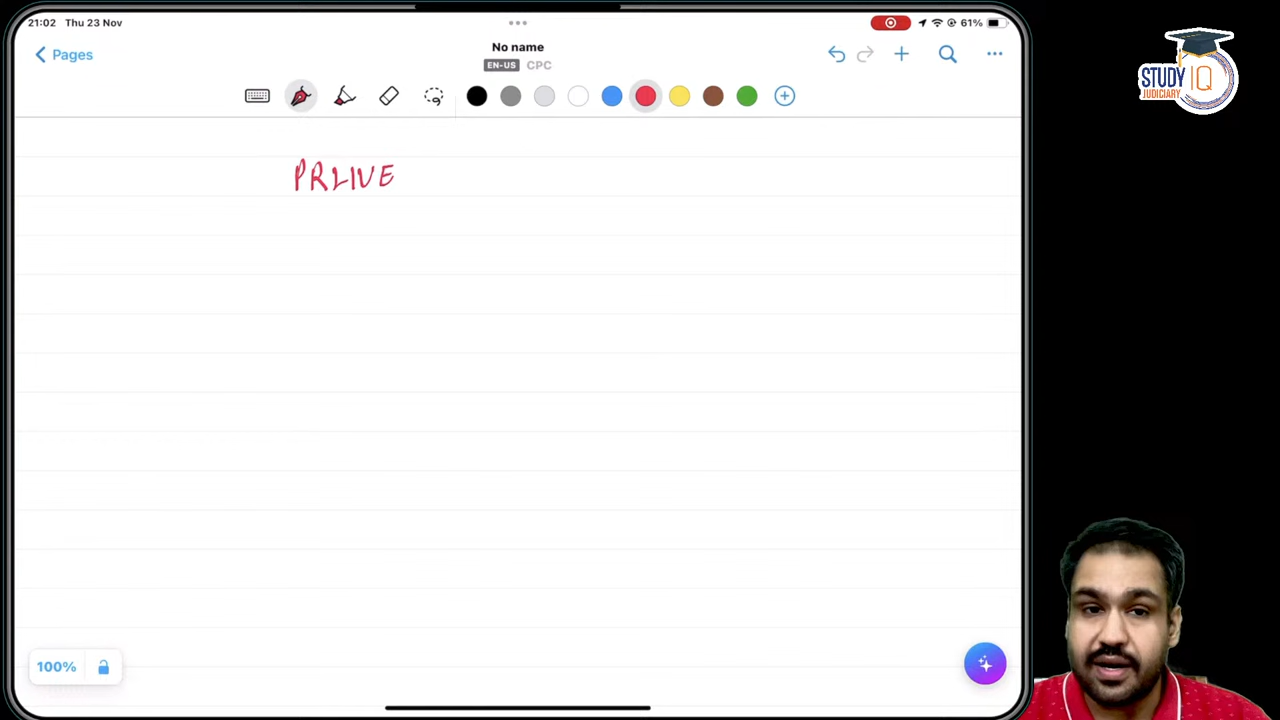 21:02 Thu 23 Nov
61%
Pages
No name
EN-US CPC
PRLIVE
100%
STUDY IQ
JUDICIARY